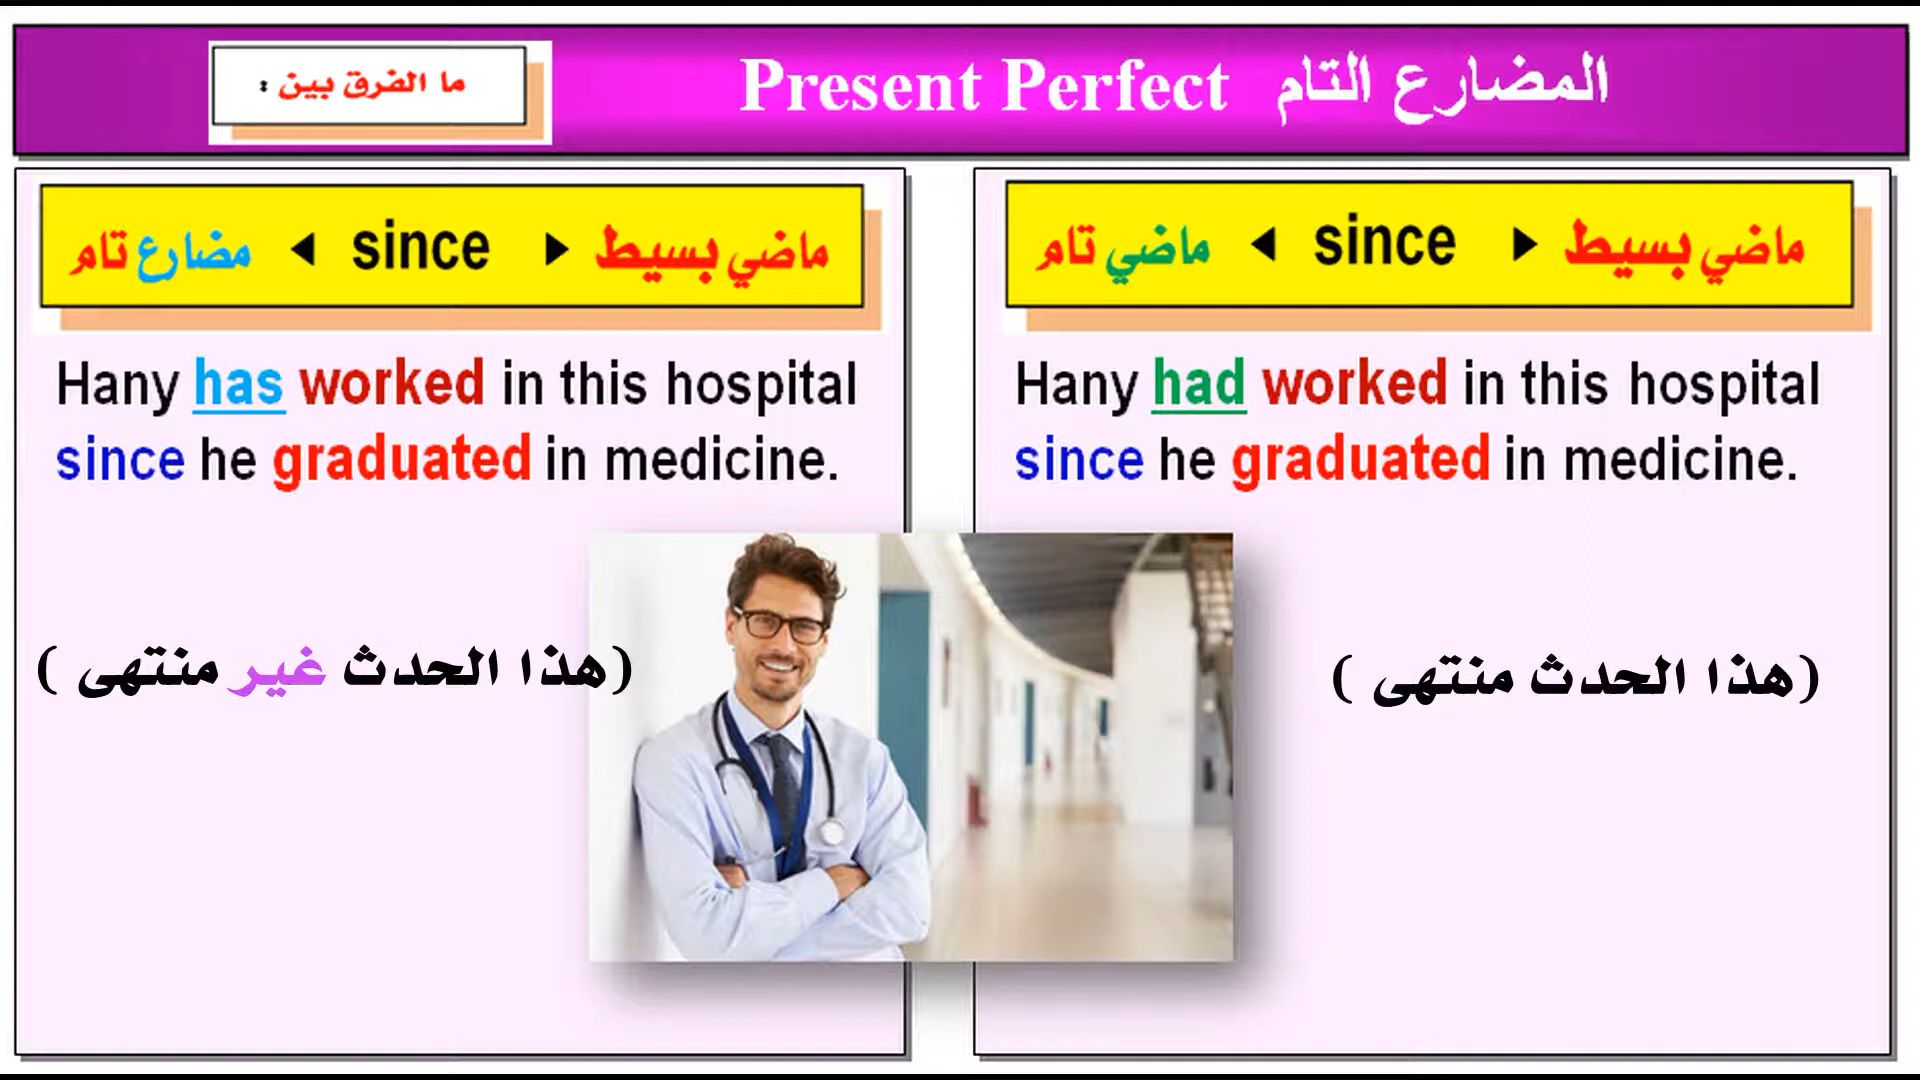 ما الفرق بين :
Present Perfect المضارع التام
مضارع تام ◄ since ► ماضي بسيط
Hany has worked in this hospital
since he graduated in medicine.
(هذا الحدث غير منتهى )
ماضي تام ◄ since ► ماضي بسيط
Hany had worked in this hospital
since he graduated in medicine.
(هذا الحدث منتهى )